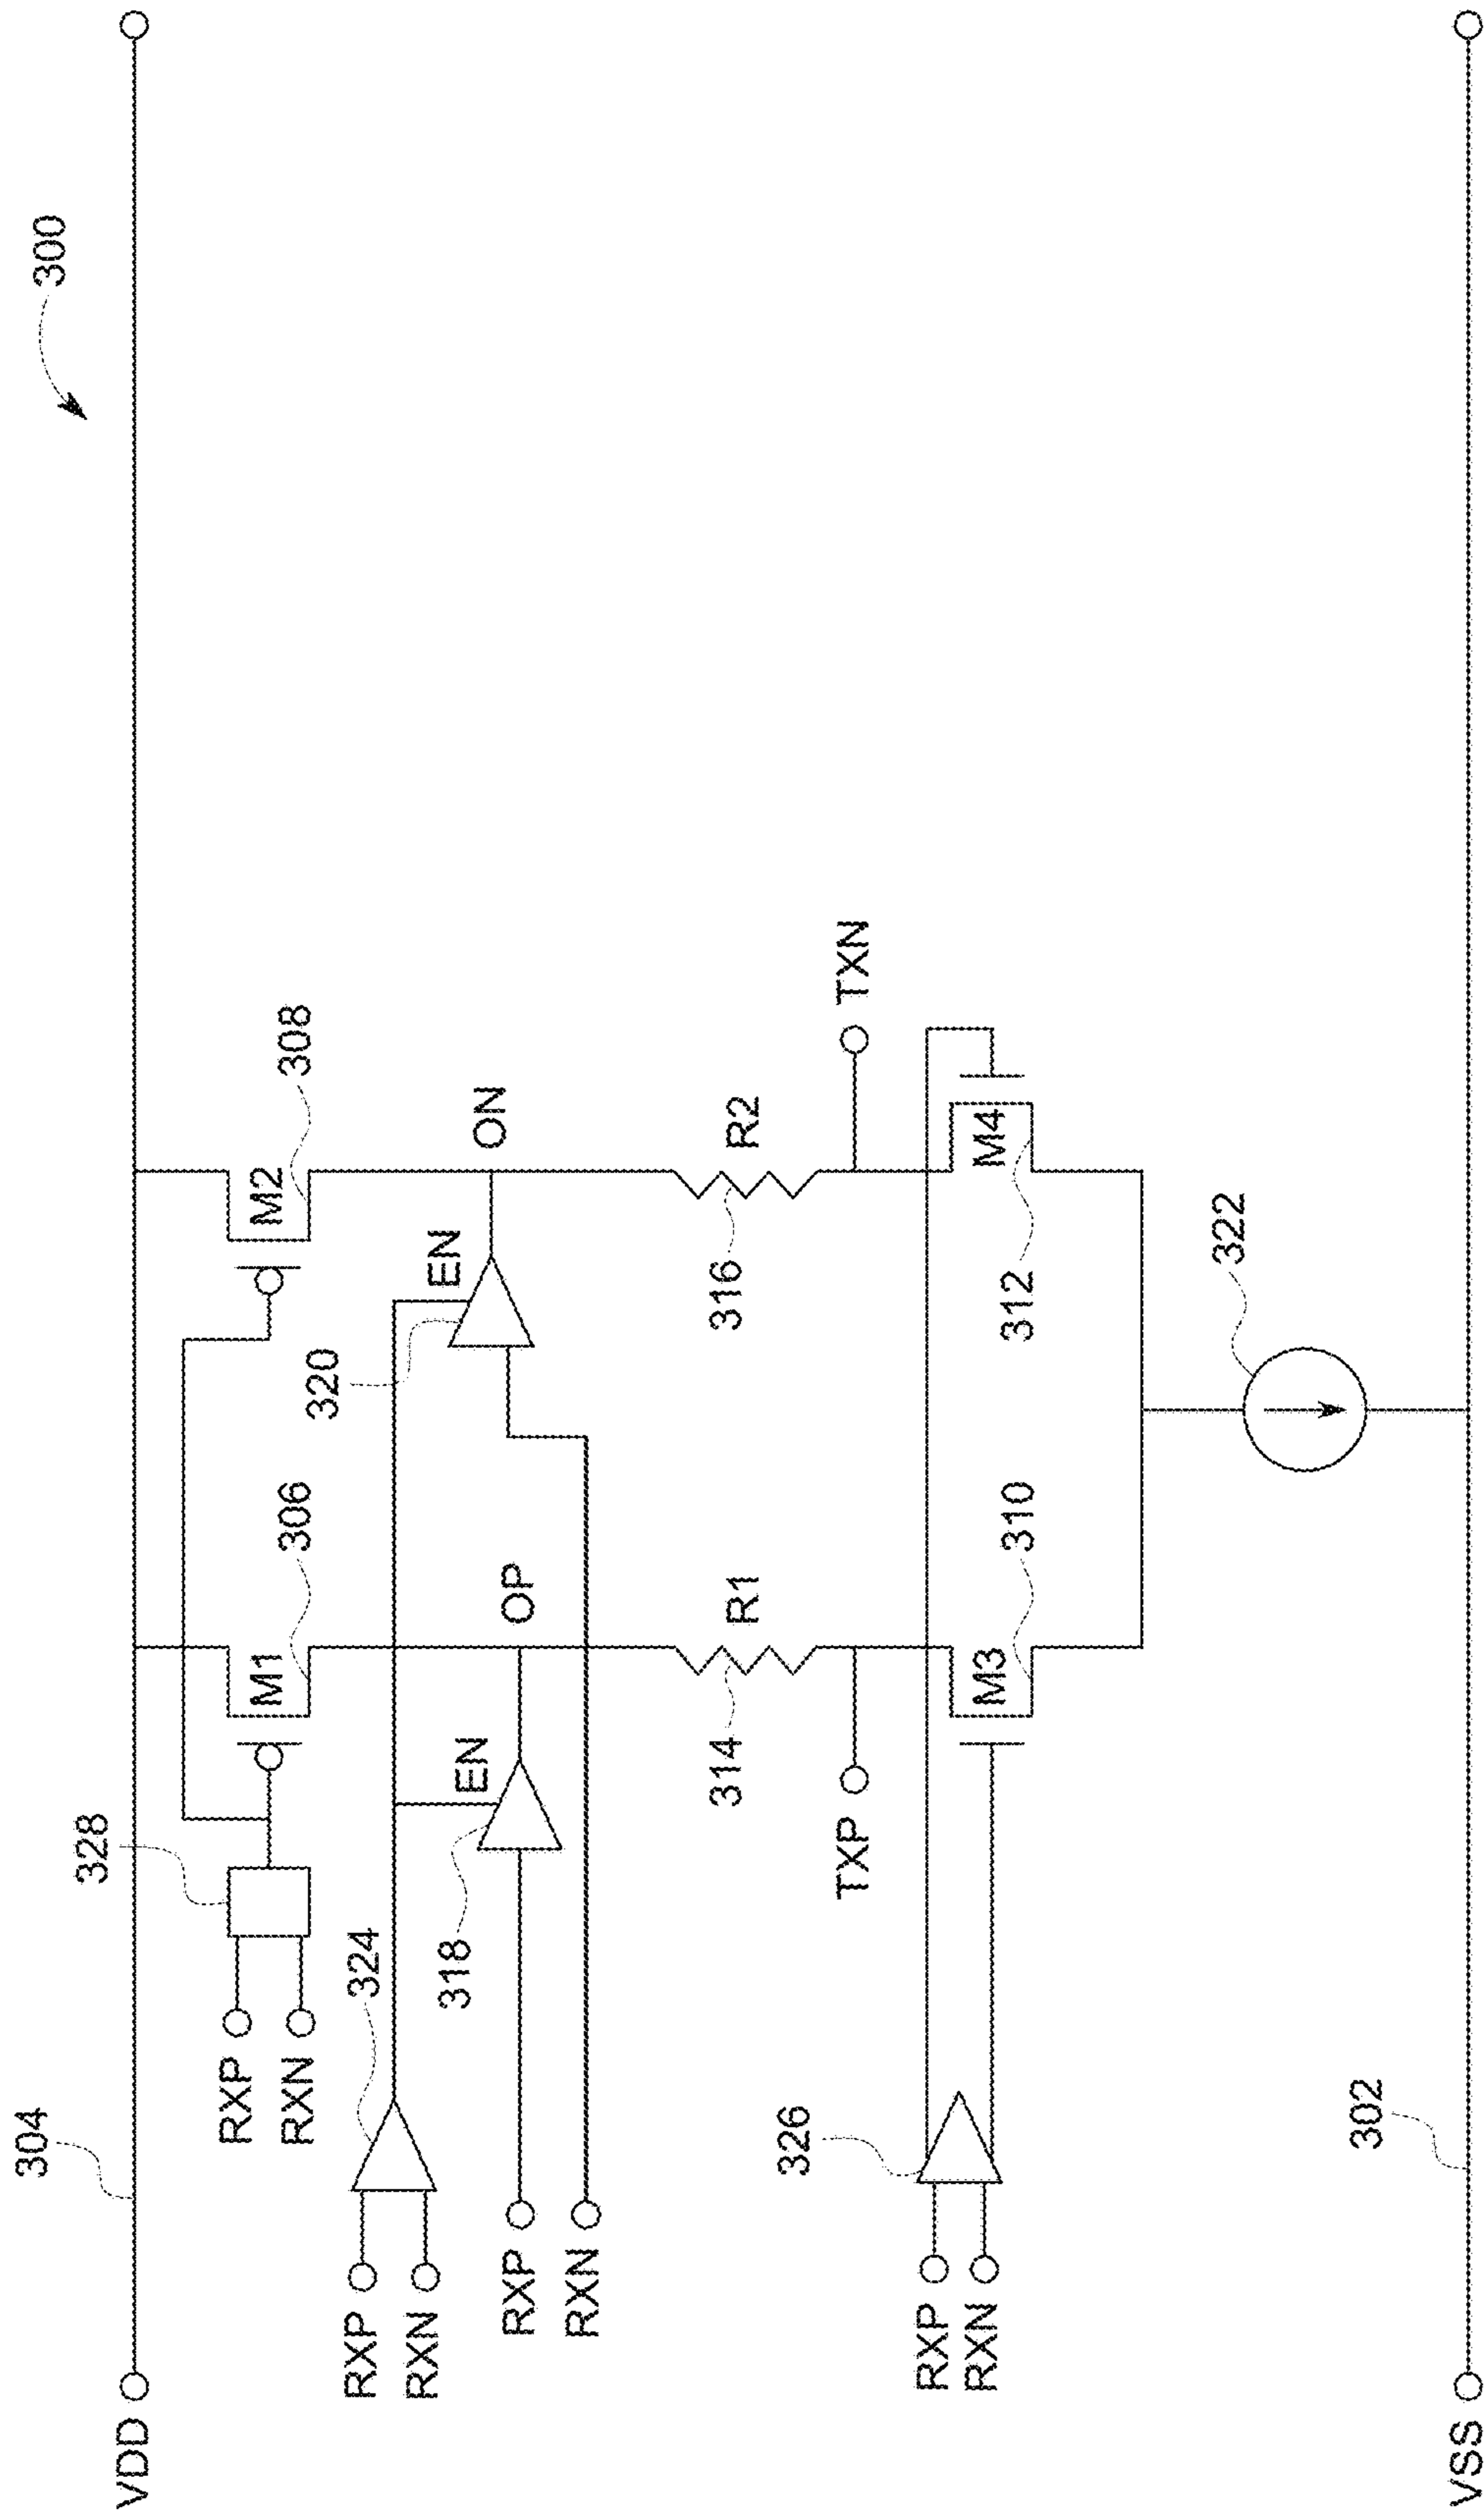 300
304
VDD
328
RXP
RXN
M1
306
M2
308
324
RXP
RXN
EN
318
OP
320
EN
ON
RXP
RXN
314
R1
316
R2
TXP
TXN
326
RXP
RXN
M3
310
M4
312
322
302
VSS